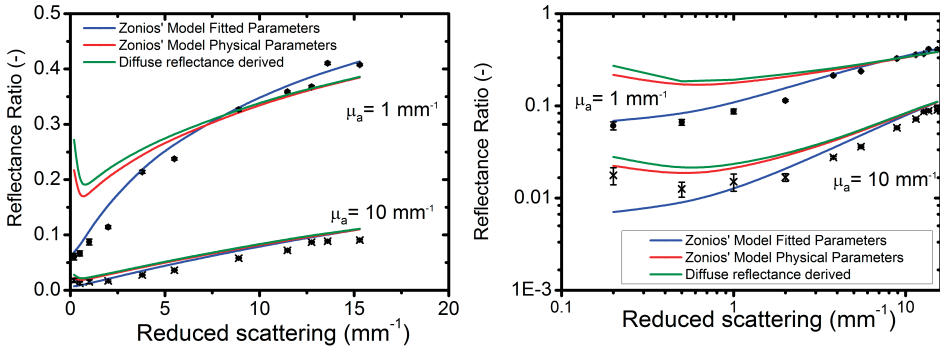 Zonios' Model Fitted Parameters
Zonios' Model Physical Parameters
Diffuse reflectance derived
Reflectance Ratio (-)
0.5
0.4
0.3
0.2
0.1
0.0
μa= 1 mm-1
μa= 10 mm-1
0 5 10 15 20
Reduced scattering (mm-1)
Reflectance Ratio (-)
1
0.1
0.01
1E-3
μa= 1 mm-1
μa= 10 mm-1
Zonios' Model Fitted Parameters
Zonios' Model Physical Parameters
Diffuse reflectance derived
0.1 1 10
Reduced scattering (mm-1)